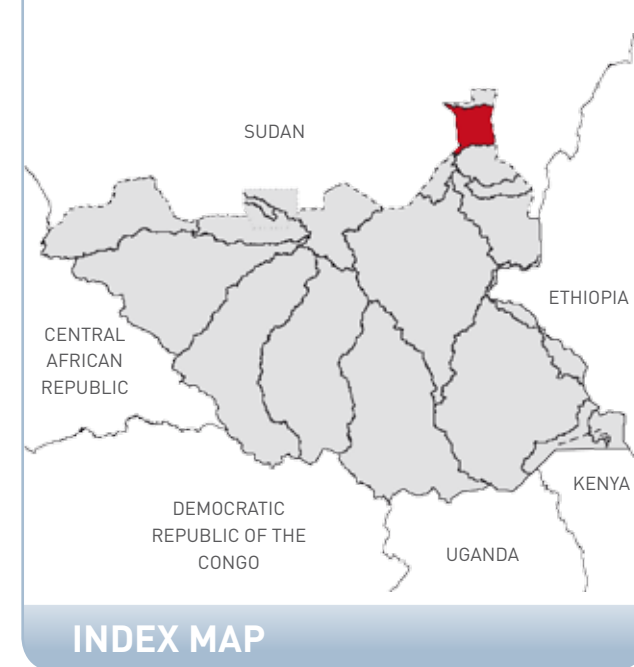 SUDAN
ETHIOPIA
CENTRAL
AFRICAN
REPUBLIC
KENYA
DEMOCRATIC
REPUBLIC OF THE
CONGO
UGANDA
INDEX MAP